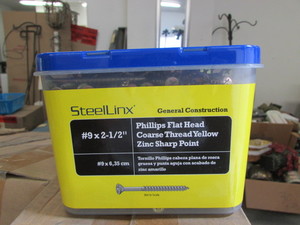 SteelLinx
General Construction
#9 x 2-1/2"
Phillips Flat Head
Coarse Thread Yellow
Zinc Sharp Point
#9 x 6,35 cm
Tornillo Phillips cabeza plana de rosca
gruesa y punta aguja con acabado de
zinc amarillo